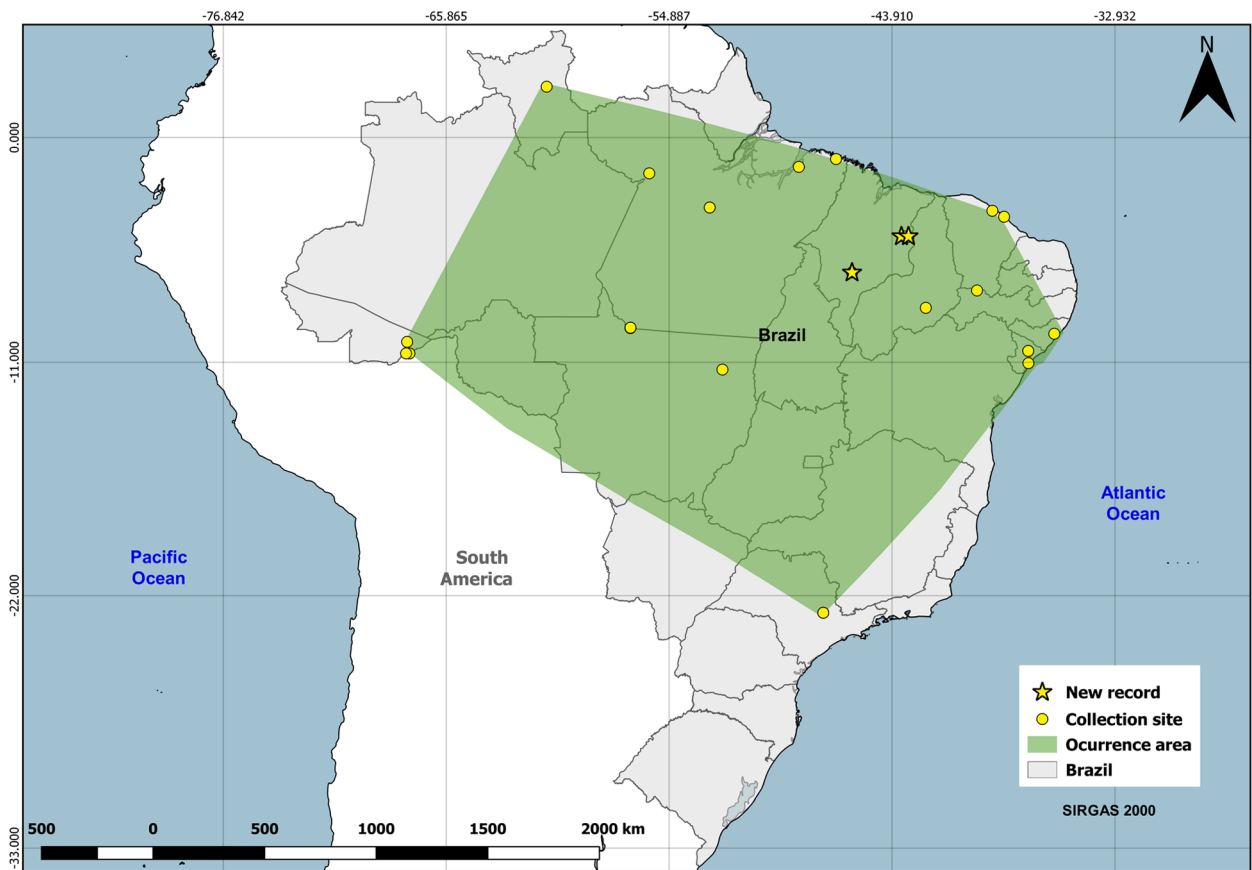 -76.842
-65.865
-54.887
-43.910
-32.932
N
0.000
Brazil
-11.000
Atlantic
Ocean
Pacific
Ocean
South
America
-22.000
New record
Collection site
Ocurrence area
Brazil
SIRGAS 2000
500 0 500 1000 1500 2000 km
-33.000